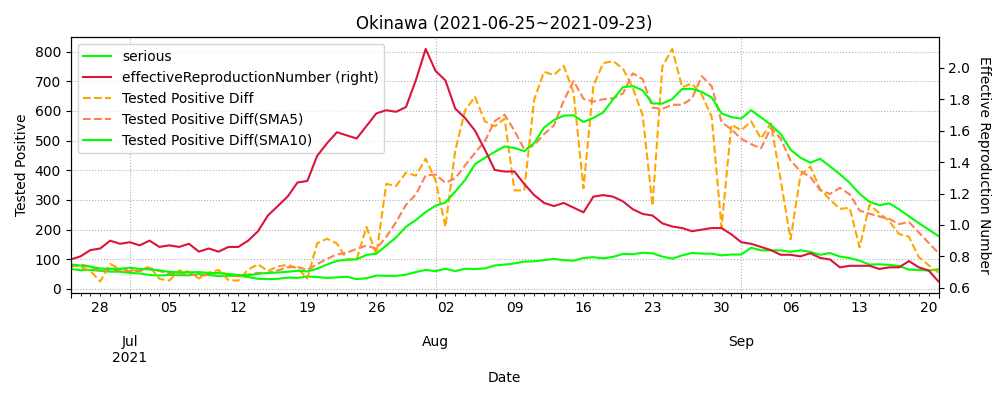 Okinawa (2021-06-25~2021-09-23)
serious
effectiveReproductionNumber (right)
Tested Positive Diff
Tested Positive Diff(SMA5)
Tested Positive Diff(SMA10)
Tested Positive
800
700
600
500
400
300
200
100
0
Effective Reproduction Number
2.0
1.8
1.6
1.4
1.2
1.0
0.8
0.6
28 05 12 19 26 02 09 16 23 30 06 13 20
Jul Aug Sep
2021
Date